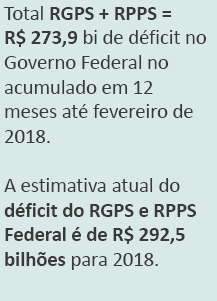 Total RGPS + RPPS =
R$ 273,9 bi de déficit no
Governo Federal no
acumulado em 12
meses até fevereiro de
2018.
A estimativa atual do
déficit do RGPS e RPPS
Federal é de R$ 292,5
bilhões para 2018.